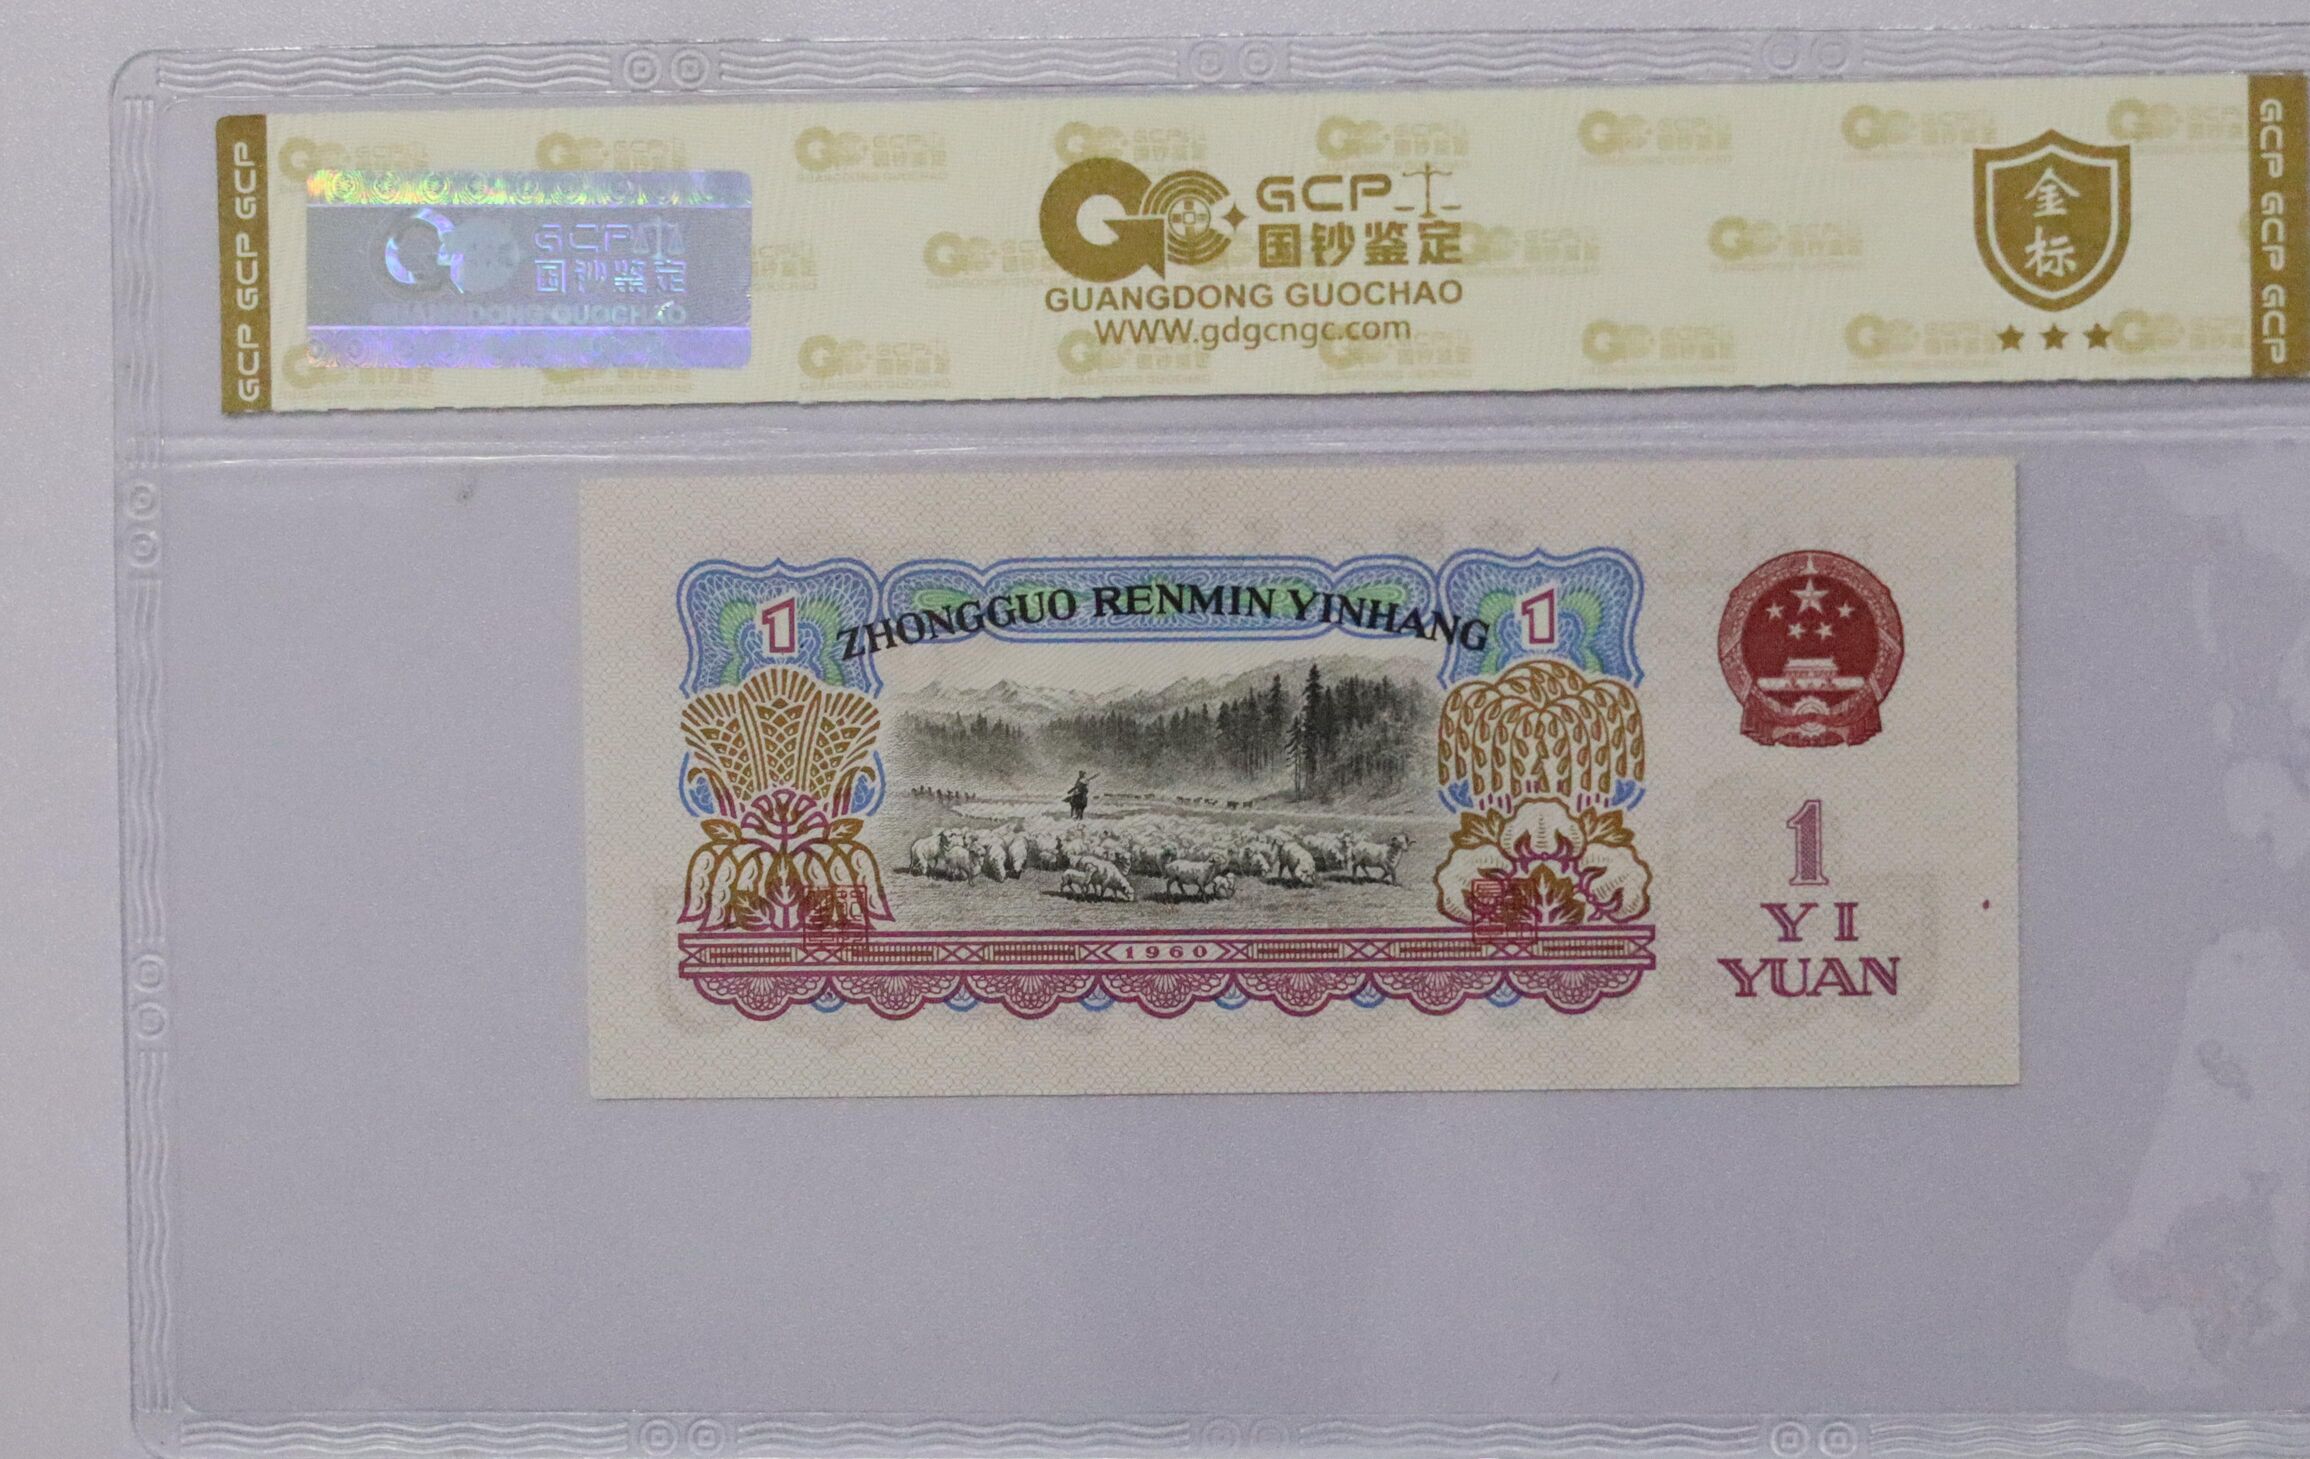 GCP GCP GCP
GCP
国钞鉴定
GUANGDONG GUOCHAO
GCP
国钞鉴定
GUANGDONG GUOCHAO
WWW.gdgcngc.com
金
标
GCP GCP GCP
1
ZHONGGUO RENMIN YINHANG
1
1960
1
YI
YUAN